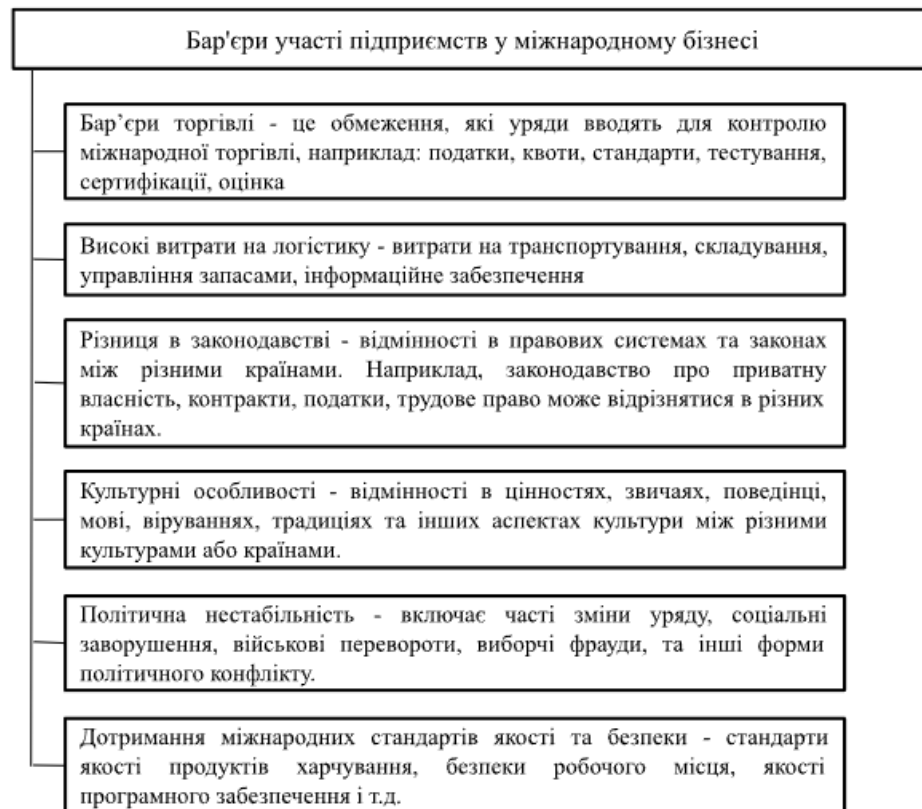 Бар'єри участі підприємств у міжнародному бізнесі
Бар’єри торгівлі - це обмеження, які уряди вводять для контролю
міжнародної торгівлі, наприклад: податки, квоти, стандарти, тестування,
сертифікації, оцінка
Високі витрати на логістику - витрати на транспортування, складування,
управління запасами, інформаційне забезпечення
Різниця в законодавстві - відмінності в правових системах та законах
між різними країнами. Наприклад, законодавство про приватну
власність, контракти, податки, трудове право може відрізнятися в різних
країнах.
Культурні особливості - відмінності в цінностях, звичаях, поведінці,
мові, віруваннях, традиціях та інших аспектах культури між різними
культурами або країнами.
Політична нестабільність - включає часті зміни уряду, соціальні
заворушення, військові перевороти, виборчі фрауди, та інші форми
політичного конфлікту.
Дотримання міжнародних стандартів якості та безпеки - стандарти
якості продуктів харчування, безпеки робочого місця, якості
програмного забезпечення і т.д.